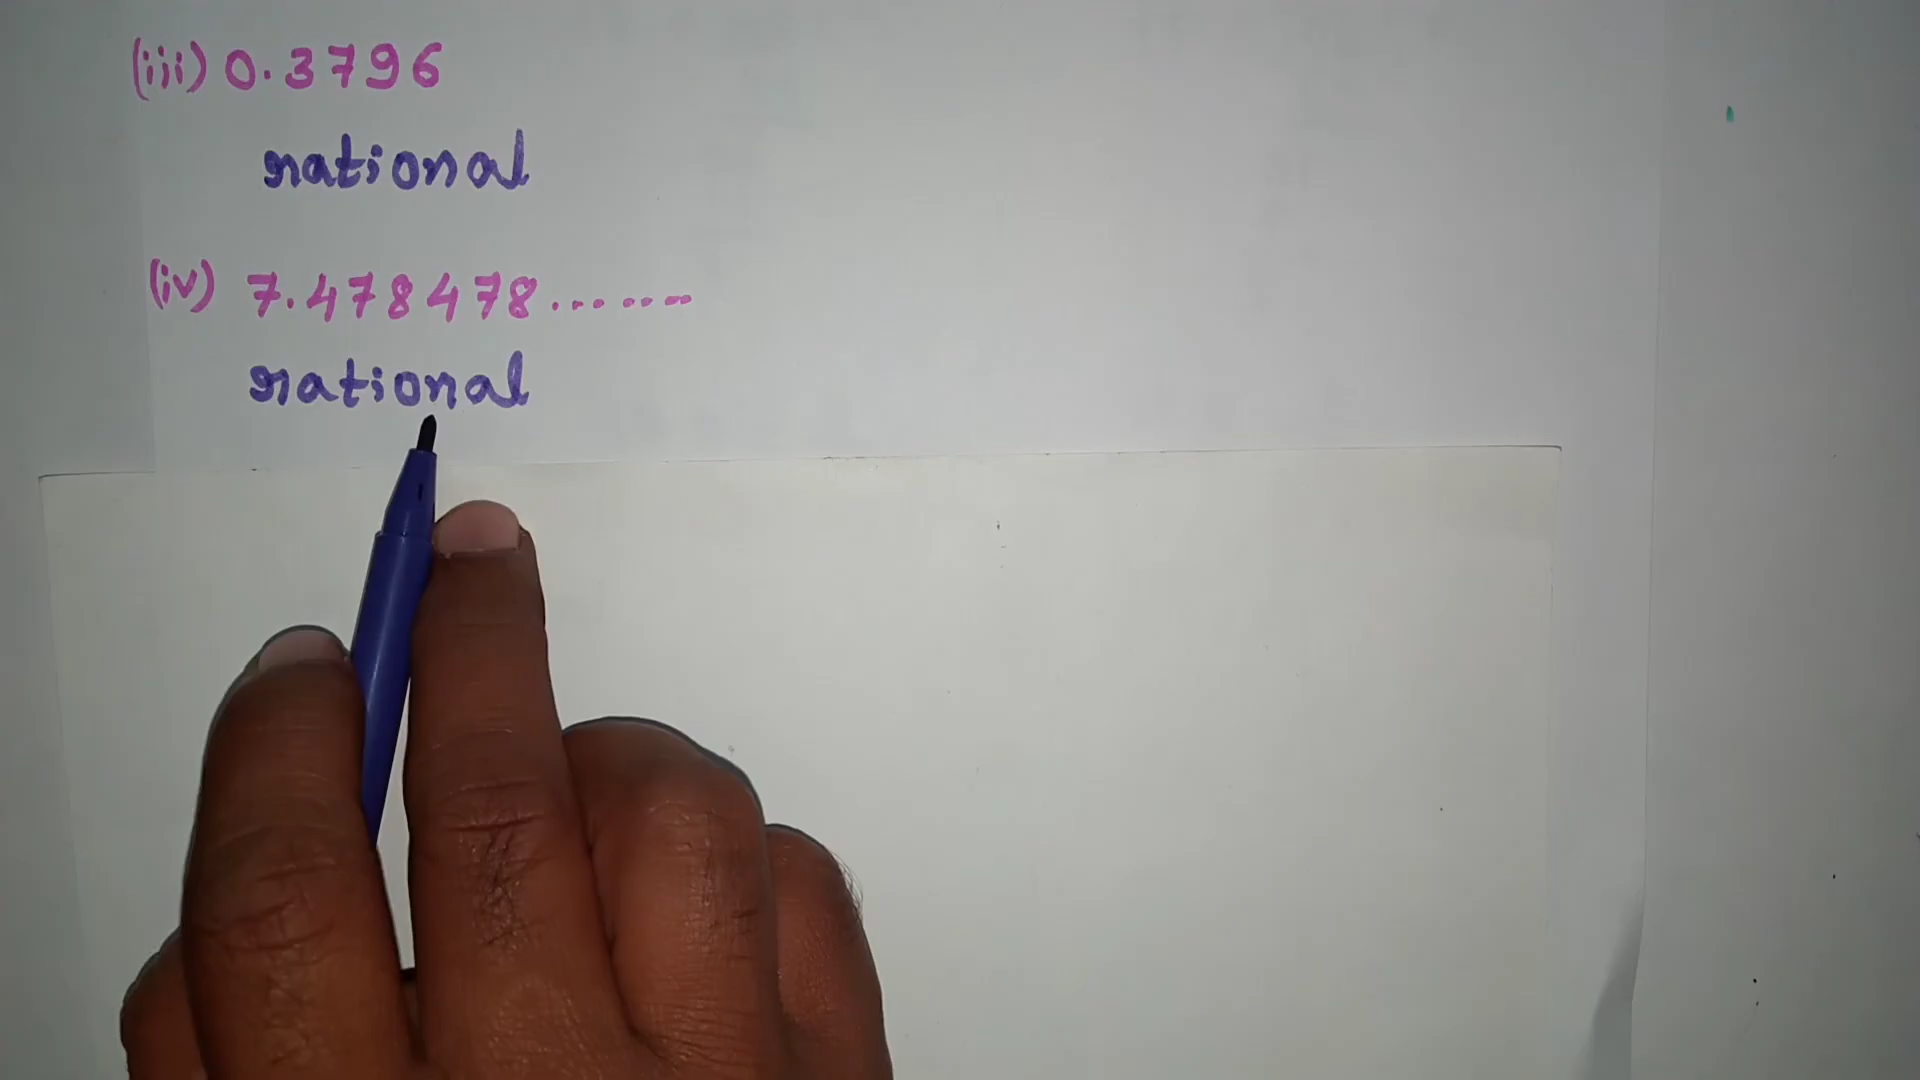 (iii) 0.3796
rational
(iv) 7.478478.......
rational